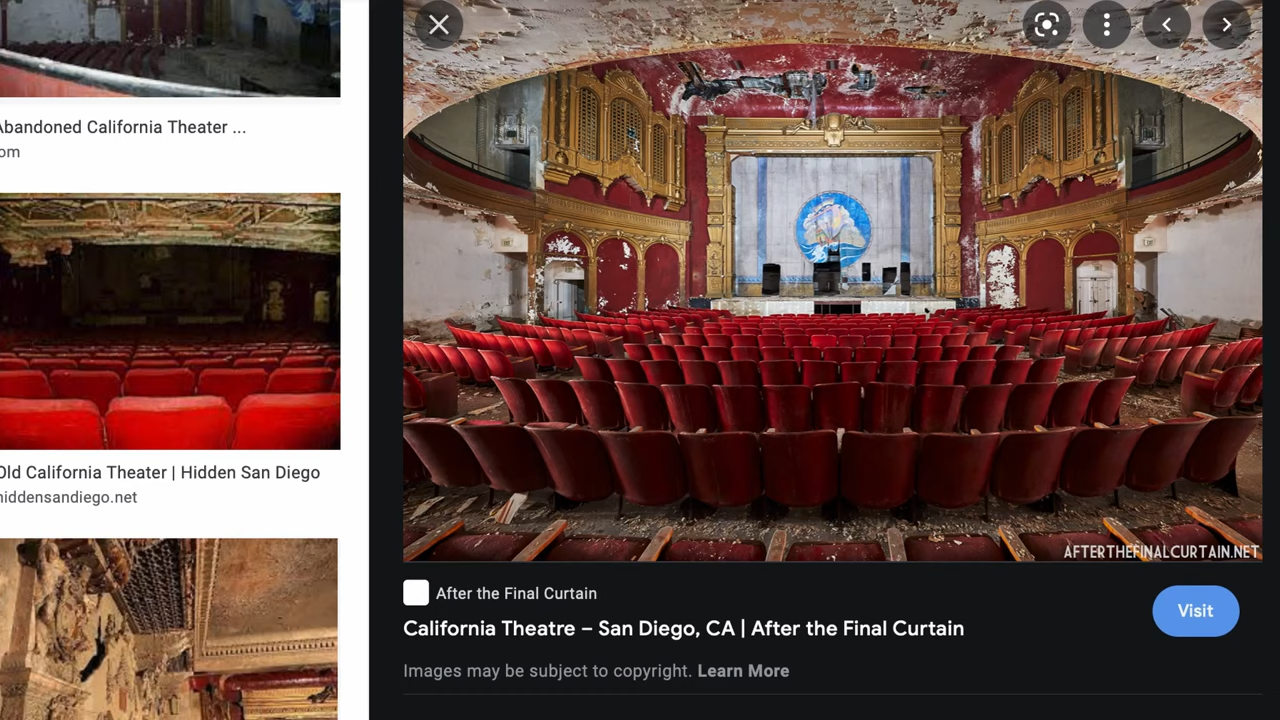 Abandoned California Theater ...
om
Old California Theater | Hidden San Diego
hiddensandiego.net
AFTERTHEFINALCURTAIN.NET
After the Final Curtain
California Theatre – San Diego, CA | After the Final Curtain
Visit
Images may be subject to copyright. Learn More